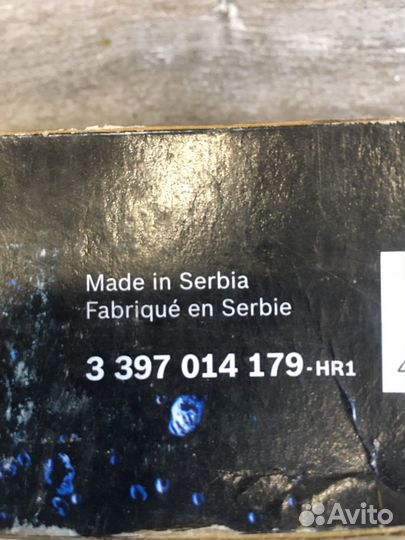 Made in Serbia
Fabriqué en Serbie
3 397 014 179-HR1
Avito